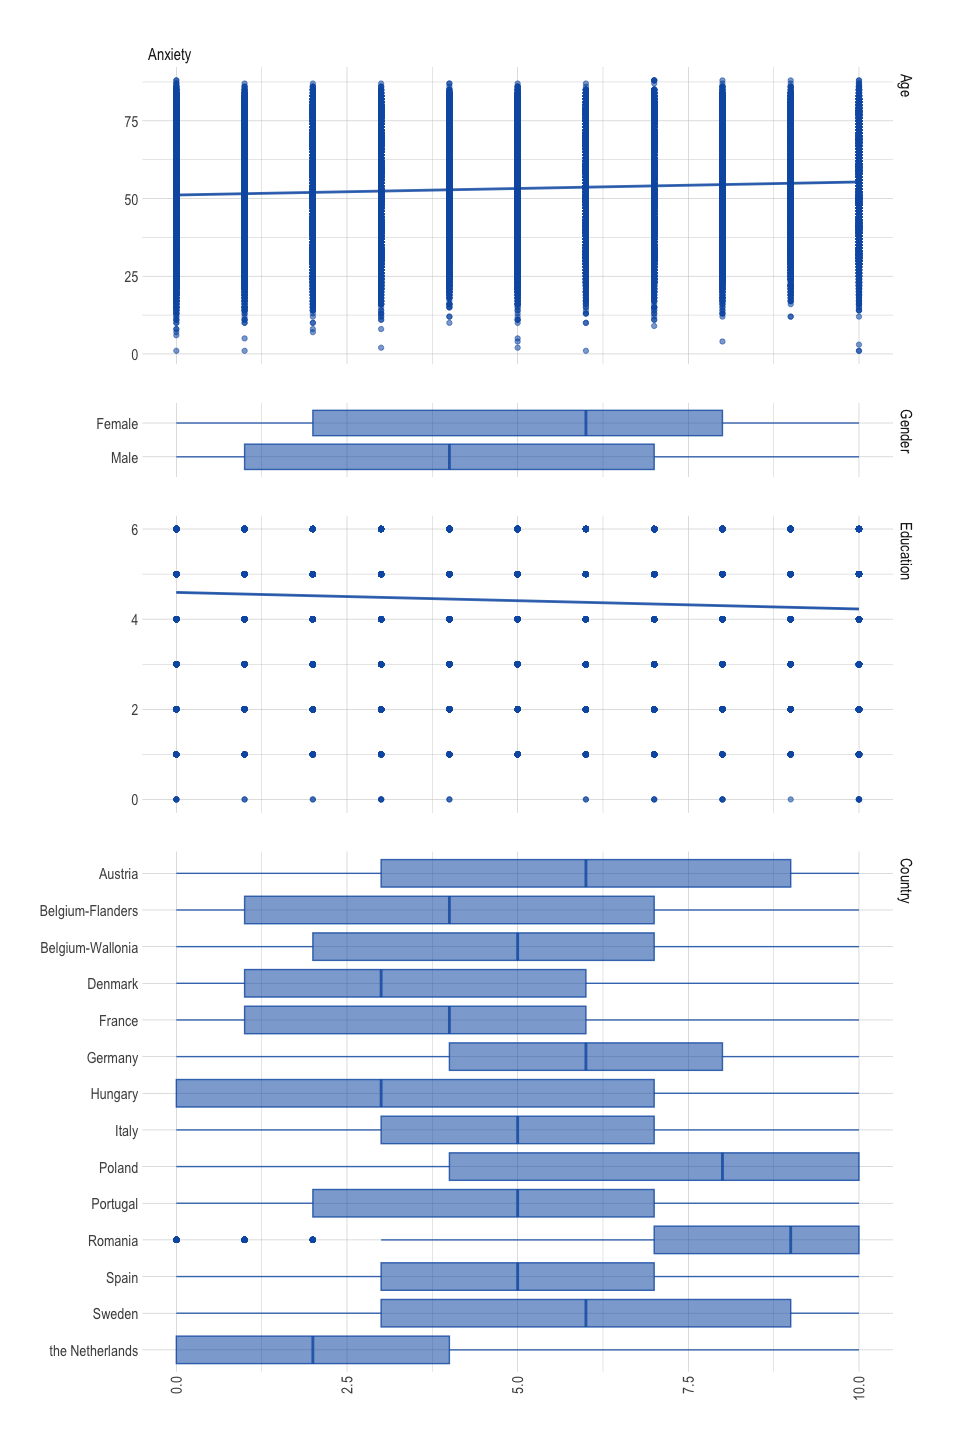 Anxiety
Age
75
50
25
0
Gender
Female
Male
Education
6
4
2
0
Country
Austria
Belgium-Flanders
Belgium-Wallonia
Denmark
France
Germany
Hungary
Italy
Poland
Portugal
Romania
Spain
Sweden
the Netherlands
0.0
2.5
5.0
7.5
10.0